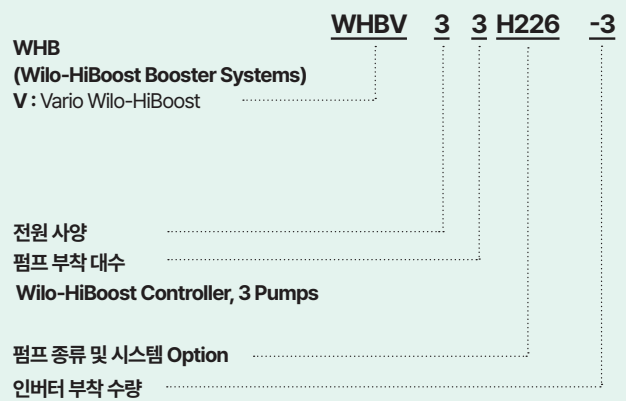 WHBV 3 3 H226 -3
WHB
(Wilo-HiBoost Booster Systems)
V : Vario Wilo-HiBoost
전원 사양
펌프 부착 대수
Wilo-HiBoost Controller, 3 Pumps
펌프 종류 및 시스템 Option
인버터 부착 수량